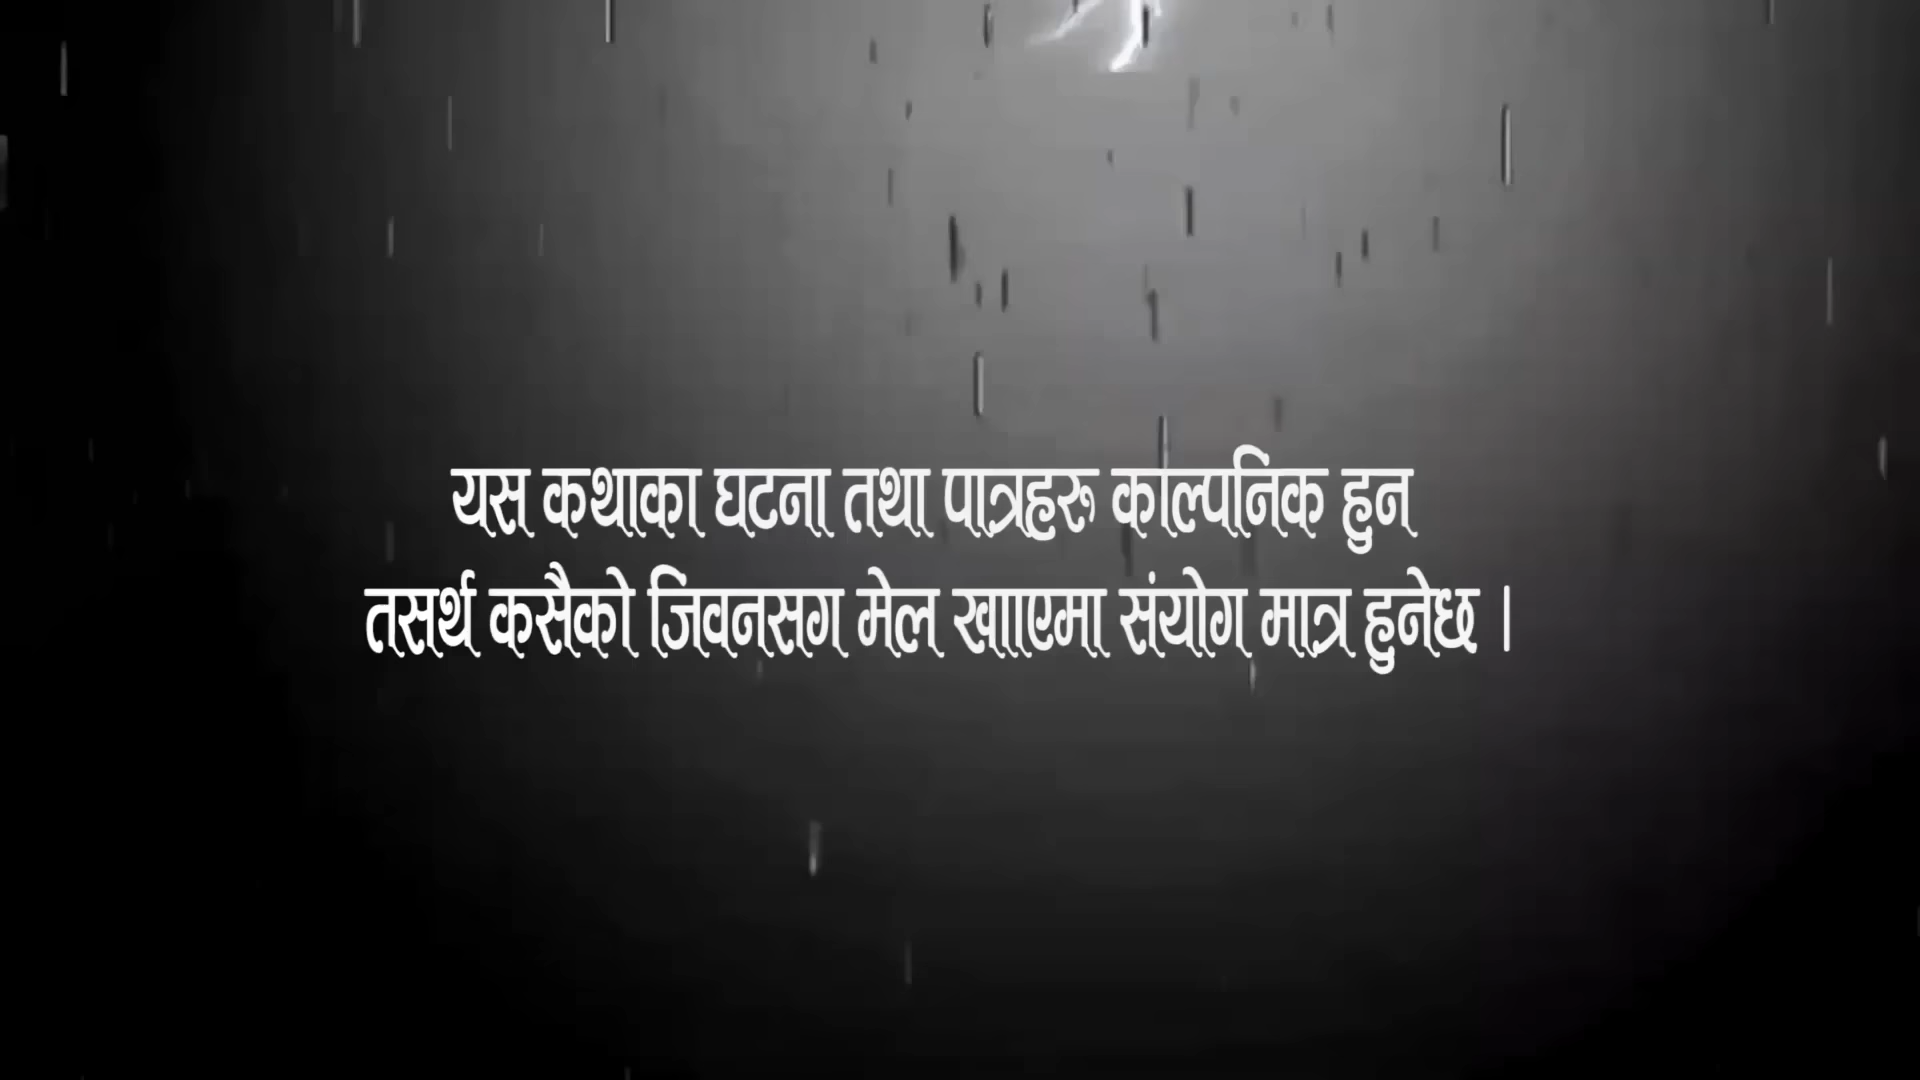 यस कथाका घटना तथा पात्रहरु काल्पनिक हुन
तसर्थ कसैको जिवनसग मेल खााएमा संयोग मात्र हुनेछ ।